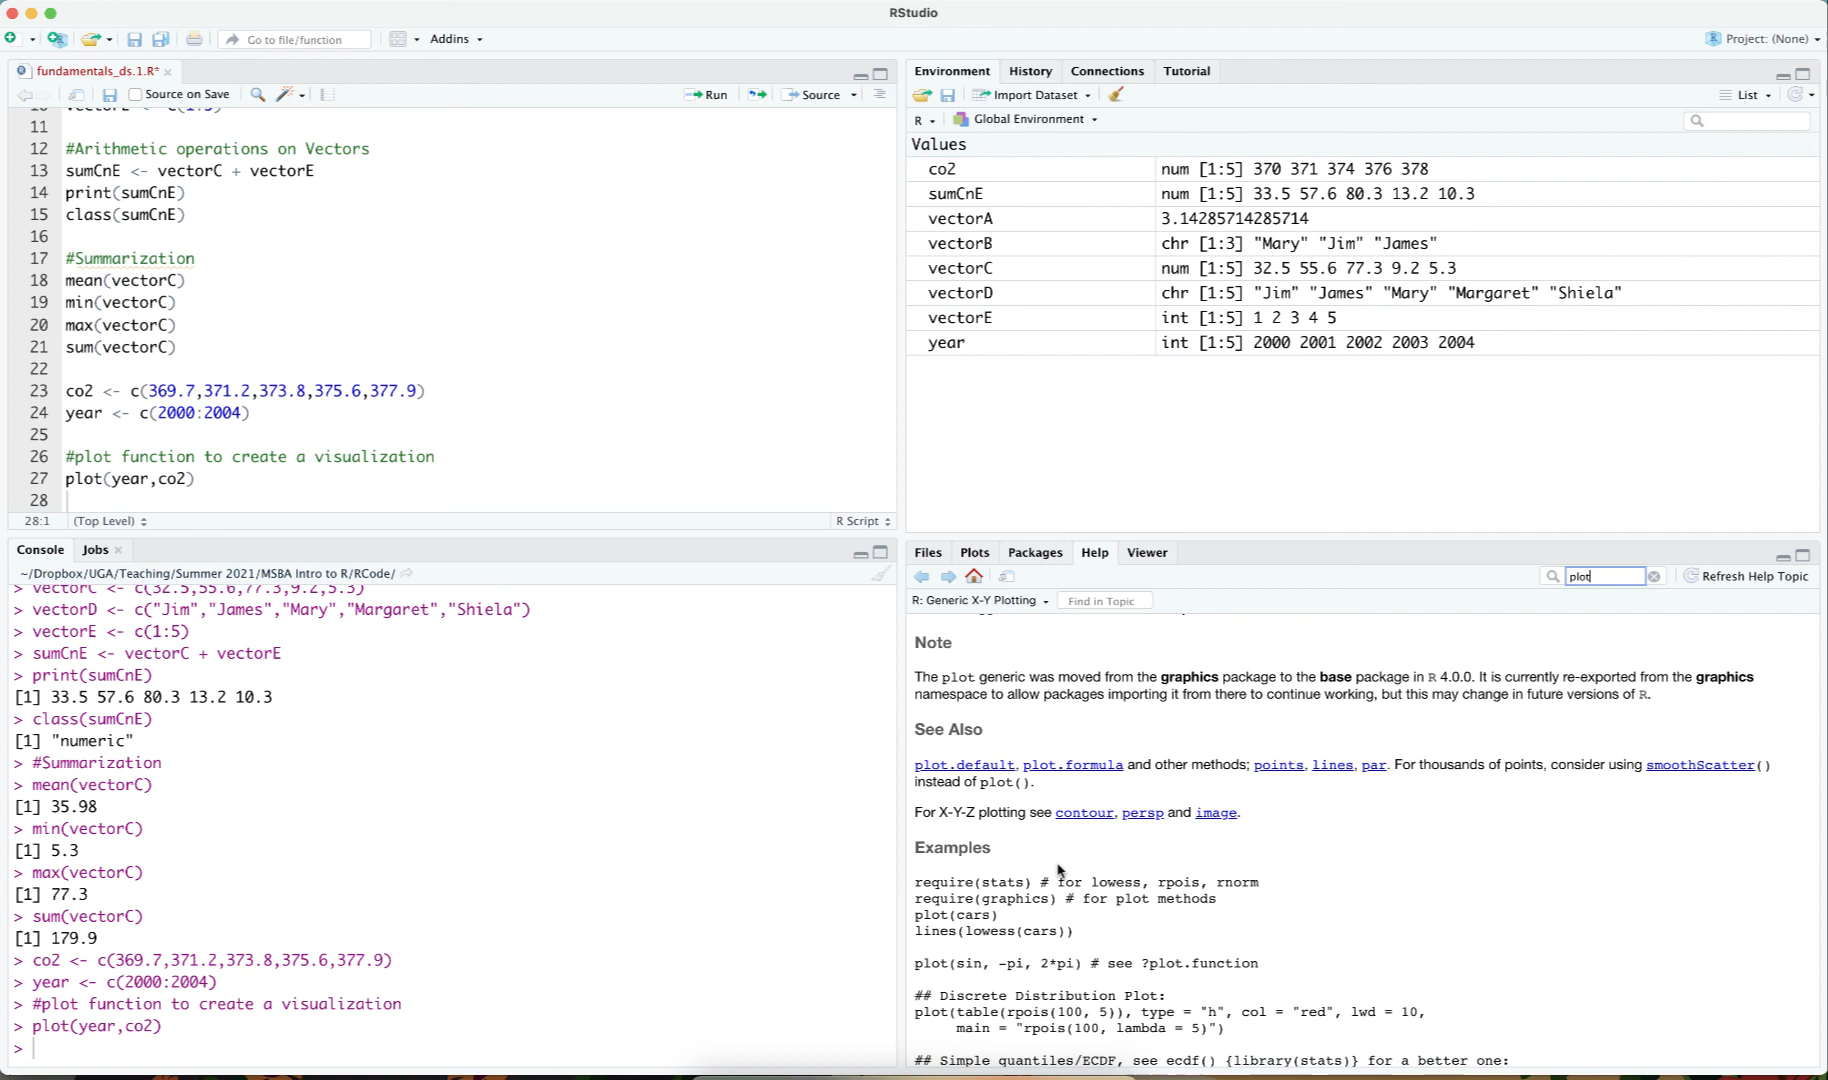 RStudio
Go to file/function
Addins
Project: (None)
fundamentals_ds.1.R*
Source on Save
Run
Source
11
12 #Arithmetic operations on Vectors
13 sumCnE <- vectorC + vectorE
14 print(sumCnE)
15 class(sumCnE)
16
17 #Summarization
18 mean(vectorC)
19 min(vectorC)
20 max(vectorC)
21 sum(vectorC)
22
23 co2 <- c(369.7,371.2,373.8,375.6,377.9)
24 year <- c(2000:2004)
25
26 #plot function to create a visualization
27 plot(year,co2)
28
28:1 (Top Level) R Script
Console Jobs
~/Dropbox/UGA/Teaching/Summer 2021/MSBA Intro to R/RCode/
> vectorC <- c(32.5,55.6,77.3,9.2,5.3)
> vectorD <- c("Jim","James","Mary","Margaret","Shiela")
> vectorE <- c(1:5)
> sumCnE <- vectorC + vectorE
> print(sumCnE)
[1] 33.5 57.6 80.3 13.2 10.3
> class(sumCnE)
[1] "numeric"
> #Summarization
> mean(vectorC)
[1] 35.98
> min(vectorC)
[1] 5.3
> max(vectorC)
[1] 77.3
> sum(vectorC)
[1] 179.9
> co2 <- c(369.7,371.2,373.8,375.6,377.9)
> year <- c(2000:2004)
> #plot function to create a visualization
> plot(year,co2)
>
Environment History Connections Tutorial
Import Dataset
List
R Global Environment
Values
co2 num [1:5] 370 371 374 376 378
sumCnE num [1:5] 33.5 57.6 80.3 13.2 10.3
vectorA 3.14285714285714
vectorB chr [1:3] "Mary" "Jim" "James"
vectorC num [1:5] 32.5 55.6 77.3 9.2 5.3
vectorD chr [1:5] "Jim" "James" "Mary" "Margaret" "Shiela"
vectorE int [1:5] 1 2 3 4 5
year int [1:5] 2000 2001 2002 2003 2004
Files Plots Packages Help Viewer
plot
Refresh Help Topic
R: Generic X-Y Plotting
Find in Topic
Note
The plot generic was moved from the graphics package to the base package in R 4.0.0. It is currently re-exported from the graphics
namespace to allow packages importing it from there to continue working, but this may change in future versions of R.
See Also
plot.default, plot.formula and other methods; points, lines, par. For thousands of points, consider using smoothScatter()
instead of plot().
For X-Y-Z plotting see contour, persp and image.
Examples
require(stats) # for lowess, rpois, rnorm
require(graphics) # for plot methods
plot(cars)
lines(lowess(cars))
plot(sin, -pi, 2*pi) # see ?plot.function
## Discrete Distribution Plot:
plot(table(rpois(100, 5)), type = "h", col = "red", lwd = 10,
main = "rpois(100, lambda = 5)")
## Simple quantiles/ECDF, see ecdf() {library(stats)} for a better one: